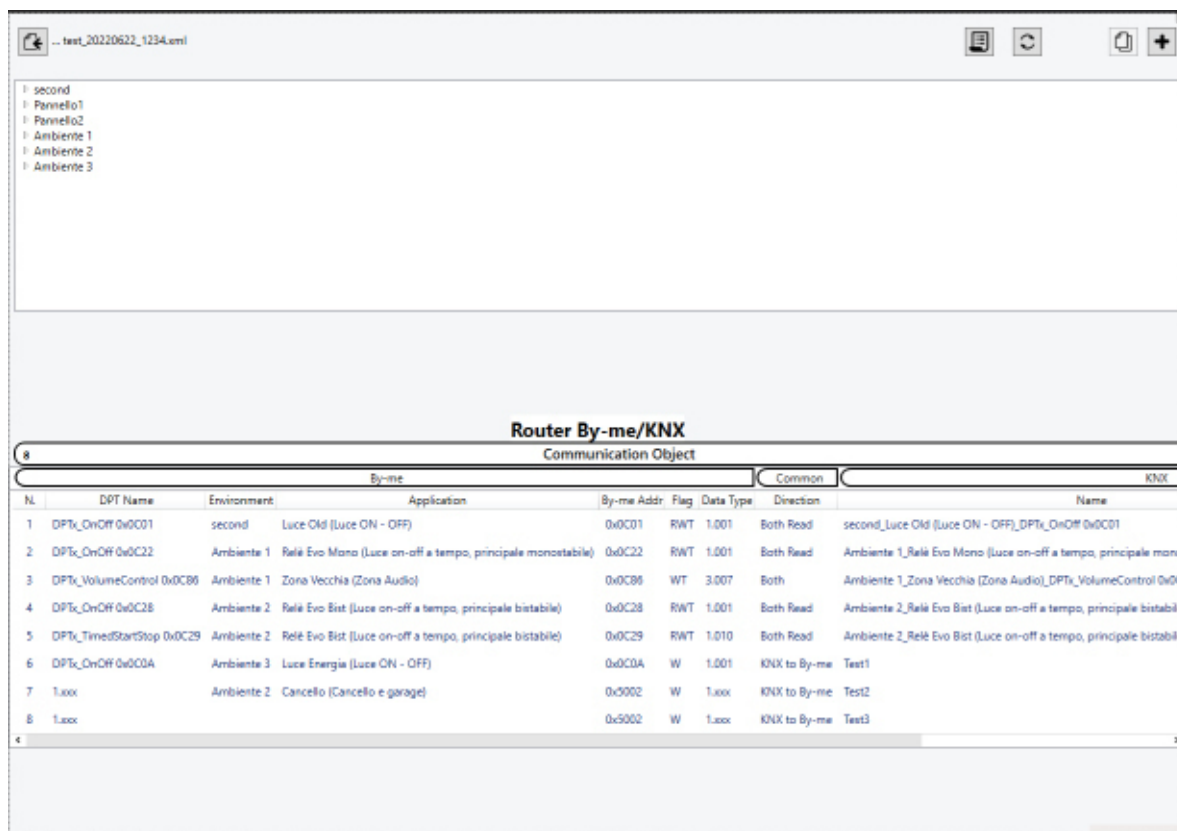 ... test_20220622_1234.xml
second
Pannello1
Pannello2
Ambiente 1
Ambiente 2
Ambiente 3
Router By-me/KNX
8 Communication Object
By-me Common KNX
N. DPT Name Environment Application By-me Addr Flag Data Type Direction Name
1 DPTx_OnOff 0x0C01 second Luce Old (Luce ON - OFF) 0x0C01 RWT 1.001 Both Read second_Luce Old (Luce ON - OFF)_DPTx_OnOff 0x0C01
2 DPTx_OnOff 0x0C22 Ambiente 1 Relè Evo Mono (Luce on-off a tempo, principale monostabile) 0x0C22 RWT 1.001 Both Read Ambiente 1_Relè Evo Mono (Luce on-off a tempo, principale mon
3 DPTx_VolumeControl 0x0C86 Ambiente 1 Zona Vecchia (Zona Audio) 0x0C86 WT 3.007 Both Ambiente 1_Zona Vecchia (Zona Audio)_DPTx_VolumeControl 0x0
4 DPTx_OnOff 0x0C28 Ambiente 2 Relè Evo Bist (Luce on-off a tempo, principale bistabile) 0x0C28 RWT 1.001 Both Read Ambiente 2_Relè Evo Bist (Luce on-off a tempo, principale bistabil
5 DPTx_TimedStartStop 0x0C29 Ambiente 2 Relè Evo Bist (Luce on-off a tempo, principale bistabile) 0x0C29 RWT 1.010 Both Read Ambiente 2_Relè Evo Bist (Luce on-off a tempo, principale bistabil
6 DPTx_OnOff 0x0C0A Ambiente 3 Luce Energia (Luce ON - OFF) 0x0C0A W 1.001 KNX to By-me Test1
7 1.xxx Ambiente 2 Cancello (Cancello e garage) 0x5002 W 1.xxx KNX to By-me Test2
8 1.xxx 0x5002 W 1.xxx KNX to By-me Test3